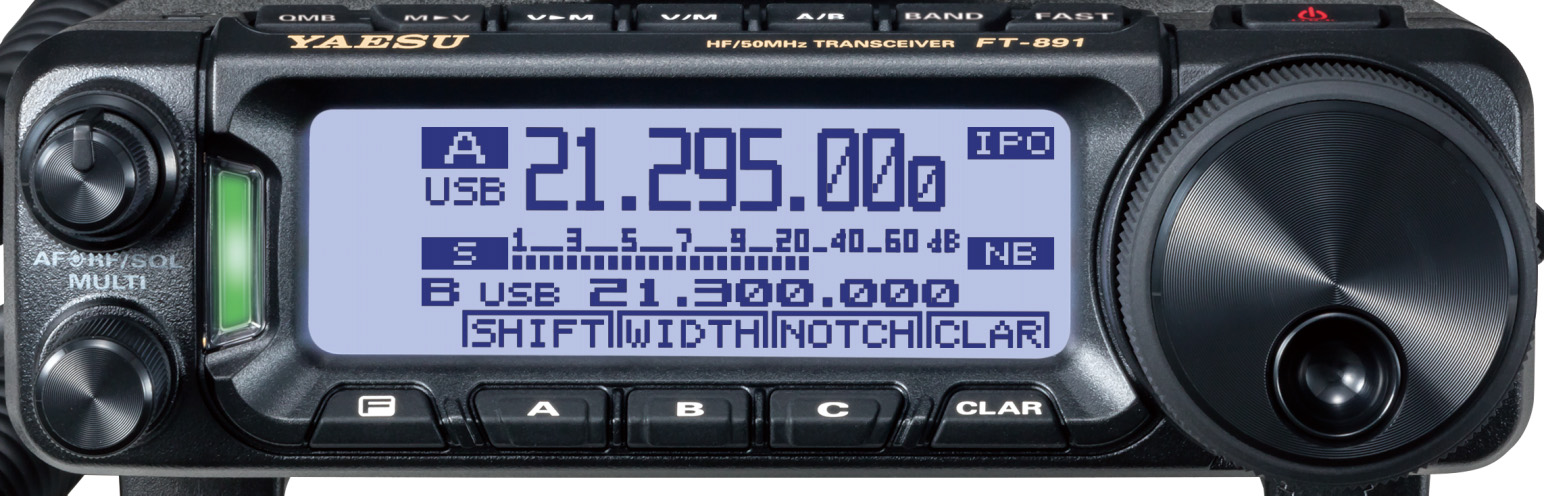 QMB M►V V►M V/M A/B BAND FAST
YAESU HF/50MHz TRANSCEIVER FT-891
A 21.295.000 IPO
USB
S 1 3 5 7 9 20 40 60 dB NB
B USB 21.300.000
SHIFT WIDTH NOTCH CLAR
AF RF/SQL
MULTI
F A B C CLAR